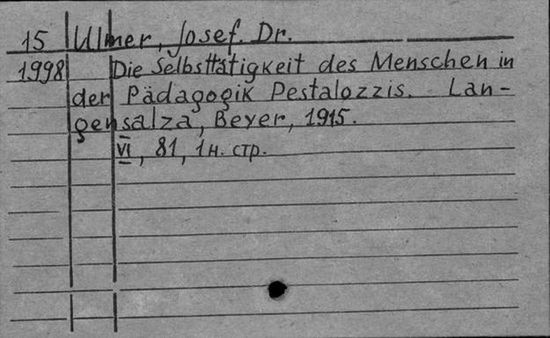 15 Ulmer, Josef. Dr.
1998 Die Selbsttätigkeit des Menschen in
der Pädagogik Pestalozzis. Lan-
gensalza, Beyer, 1915.
VI, 81, 1 н. стр.